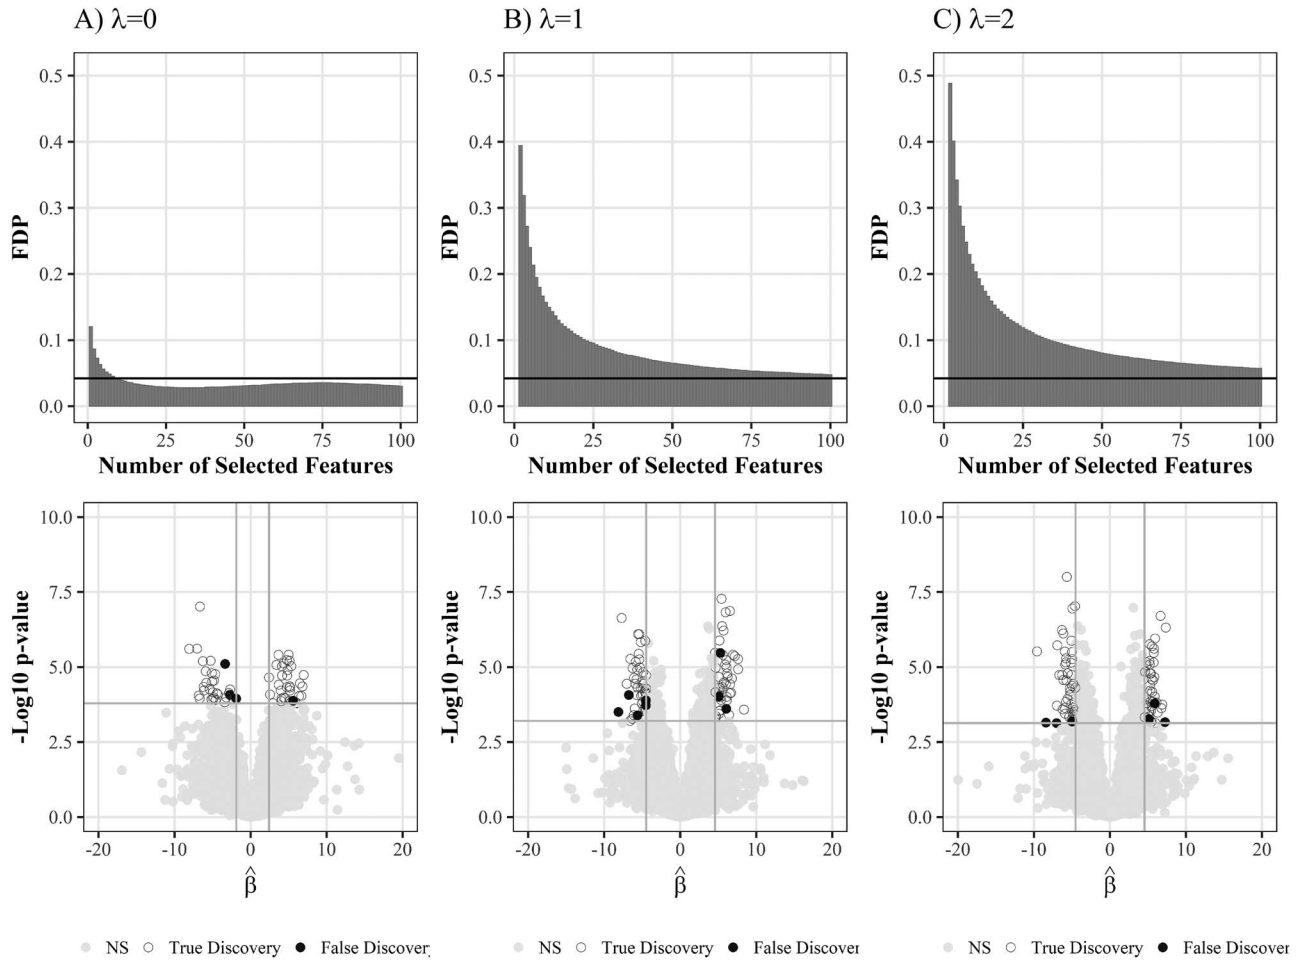 A) λ=0
B) λ=1
C) λ=2
0.5
0.4
0.3
0.2
0.1
0.0
FDP
0 25 50 75 100
Number of Selected Features
0.5
0.4
0.3
0.2
0.1
0.0
FDP
0 25 50 75 100
Number of Selected Features
0.5
0.4
0.3
0.2
0.1
0.0
FDP
0 25 50 75 100
Number of Selected Features
10.0
7.5
5.0
2.5
0.0
-Log10 p-value
-20 -10 0 10 20
β̂
10.0
7.5
5.0
2.5
0.0
-Log10 p-value
-20 -10 0 10 20
β̂
10.0
7.5
5.0
2.5
0.0
-Log10 p-value
-20 -10 0 10 20
β̂
NS True Discovery False Discover
NS True Discovery False Discover
NS True Discovery False Discover